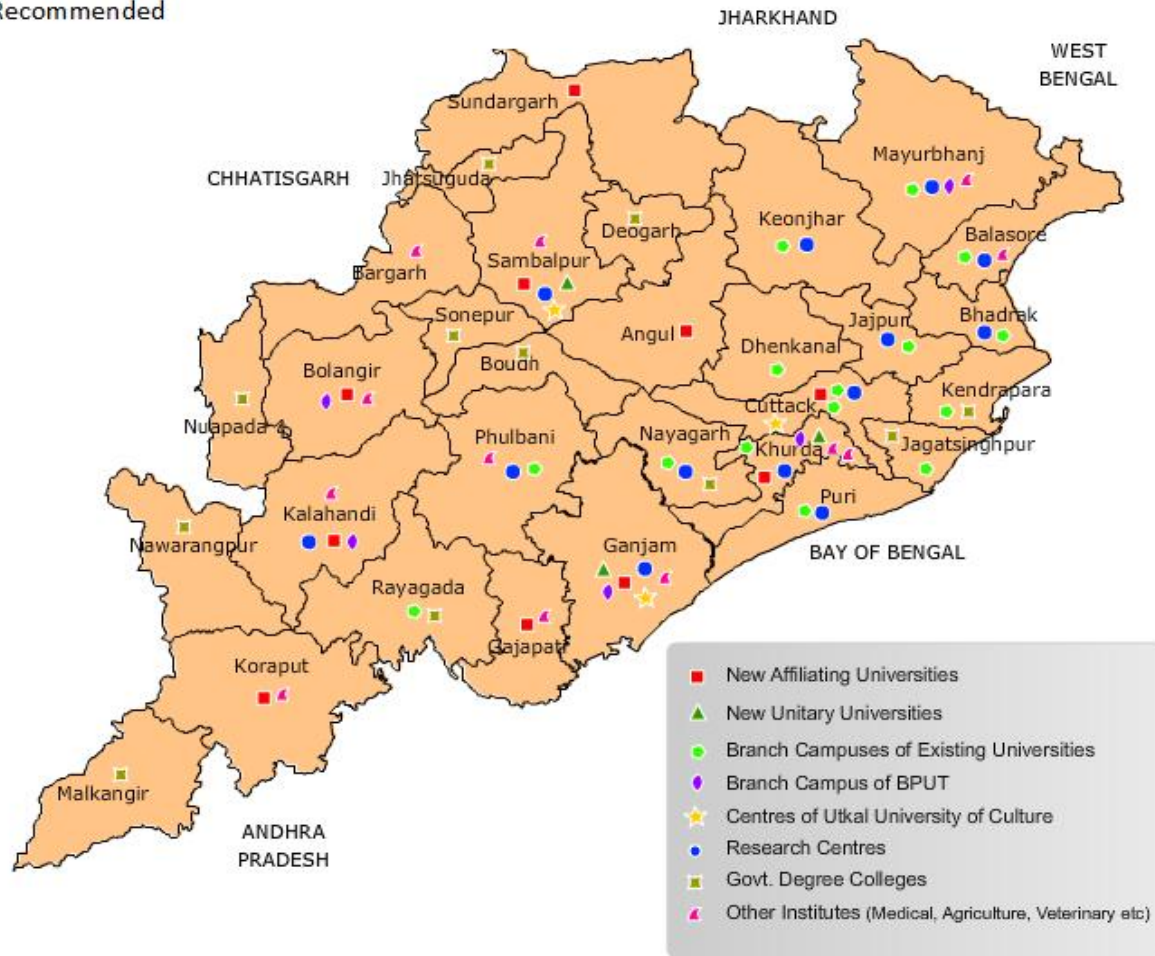 Recommended
JHARKHAND
WEST
BENGAL
Sundargarh
Mayurbhanj
CHHATISGARH
Jharsuguda
Keonjhar
Deogarh
Balasore
Sambalpur
Bargarh
Sonepur
Bhadrak
Jajpur
Angul
Dhenkanal
Boudh
Bolangir
Kendrapara
Cuttack
Nuapada 4
Phulbani
Nayagarh
Khurda
Jagatsinghpur
Puri
Kalahandi
Nawarangpur
Ganjam
BAY OF BENGAL
Rayagada
Gajapati
Koraput
Malkangir
ANDHRA
PRADESH
New Affiliating Universities
New Unitary Universities
Branch Campuses of Existing Universities
Branch Campus of BPUT
Centres of Utkal University of Culture
Research Centres
Govt. Degree Colleges
Other Institutes (Medical, Agriculture, Veterinary etc)